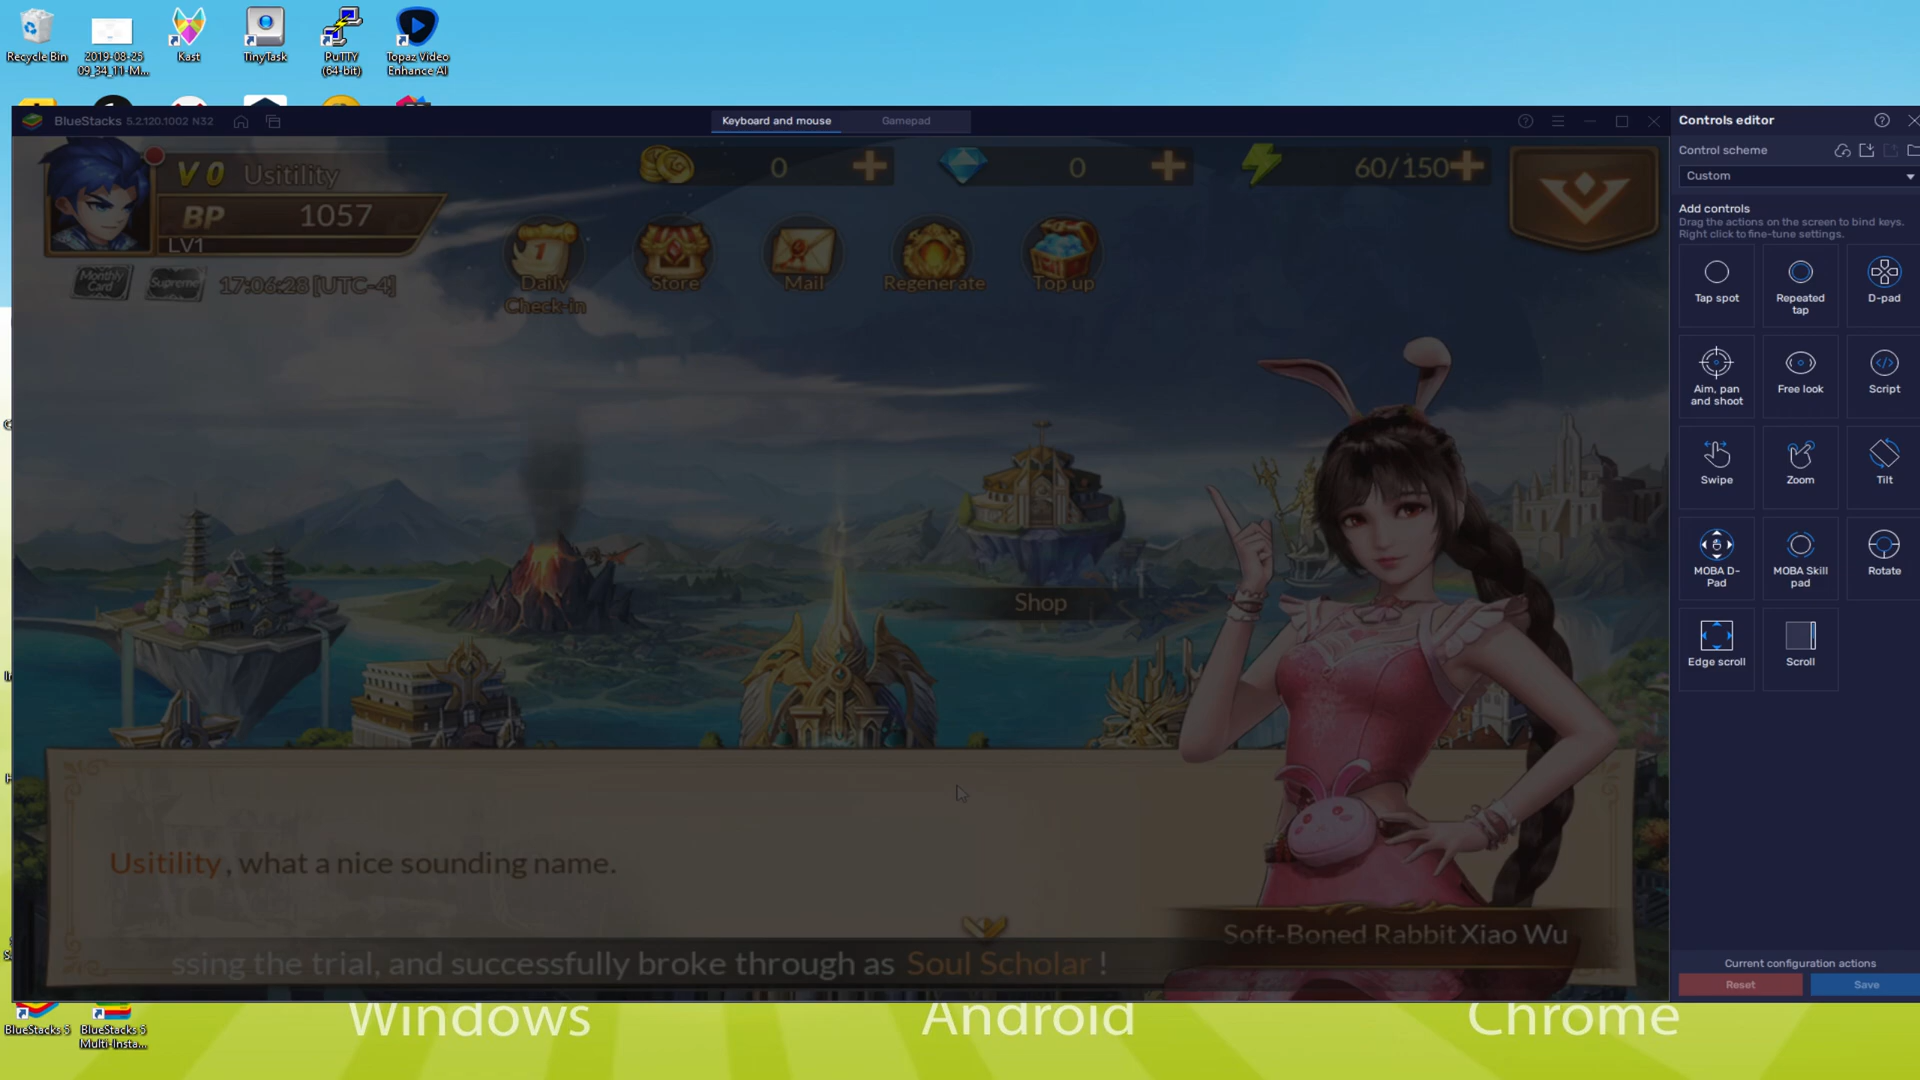 Recycle Bin
2019-08-25
09_34_11-M...
Kast
TinyTask
PuTTY
(64-bit)
Topaz Video
Enhance AI
BlueStacks 5.2.120.1002 N32
Keyboard and mouse
Gamepad
V 0 Usitility
BP 1057
LV1
Monthly
Card
Supreme
17:06:28 [UTC-4]
0
0
60/150
Daily
Check-in
Store
Mail
Regenerate
Top up
Shop
Usitility, what a nice sounding name.
Soft-Boned Rabbit Xiao Wu
ssing the trial, and successfully broke through as Soul Scholar!
Controls editor
Control scheme
Custom
Add controls
Drag the actions on the screen to bind keys.
Right click to fine-tune settings.
Tap spot
Repeated
tap
D-pad
Aim, pan
and shoot
Free look
Script
Swipe
Zoom
Tilt
MOBA D-
Pad
MOBA Skill
pad
Rotate
Edge scroll
Scroll
Current configuration actions
Reset
Save
BlueStacks 5
BlueStacks 5
Multi-Insta...
Windows
Android
Chrome